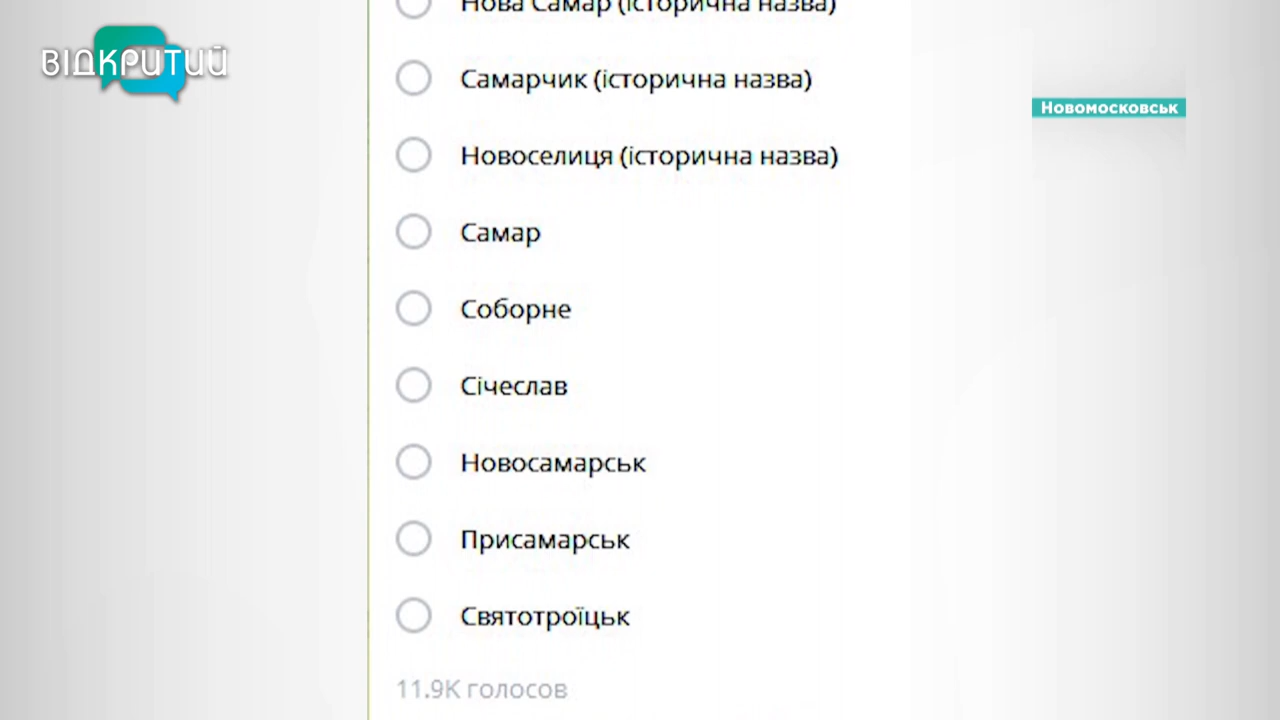 Нова Самар (історична назва)
ВІДКРИТИЙ
Самарчик (історична назва)
Новомосковськ
Новоселиця (історична назва)
Самар
Соборне
Січеслав
Новосамарськ
Присамарськ
Святотроїцьк
11.9K голосов